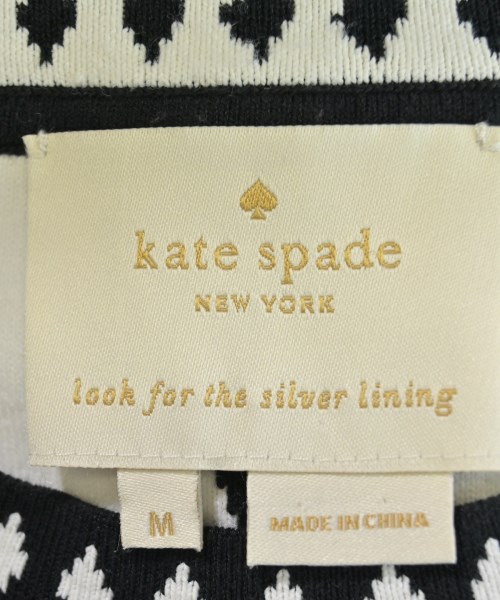 kate spade
NEW YORK
look for the silver lining
M
MADE IN CHINA